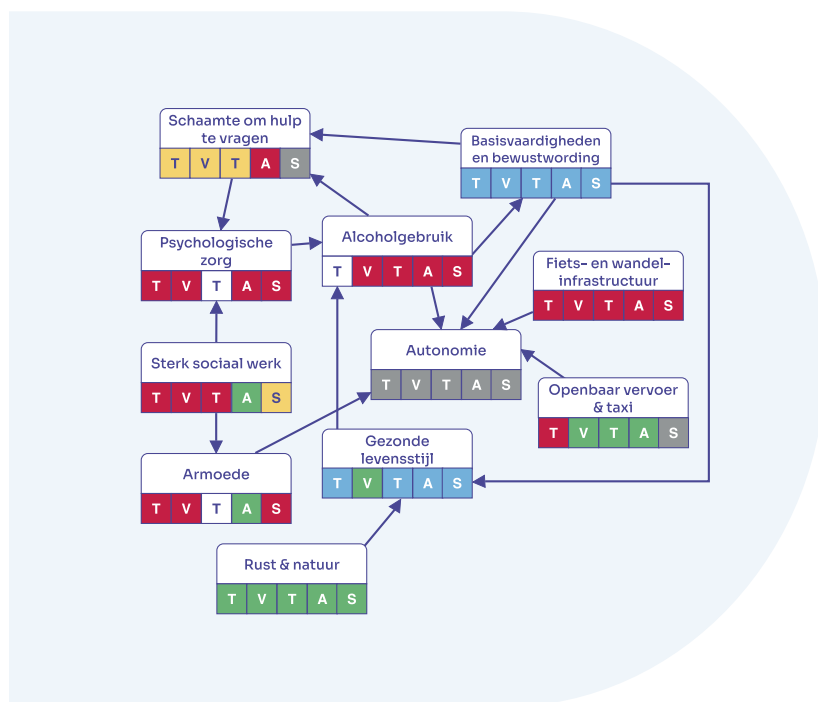 Schaamte om hulp
te vragen
T V T A S
Basisvaardigheden
en bewustwording
T V T A S
Psychologische
zorg
T V T A S
Alcoholgebruik
T V T A S
Fiets- en wandel-
infrastructuur
T V T A S
Sterk sociaal werk
T V T A S
Autonomie
T V T A S
Openbaar vervoer
& taxi
T V T A S
Armoede
T V T A S
Gezonde
levensstijl
T V T A S
Rust & natuur
T V T A S